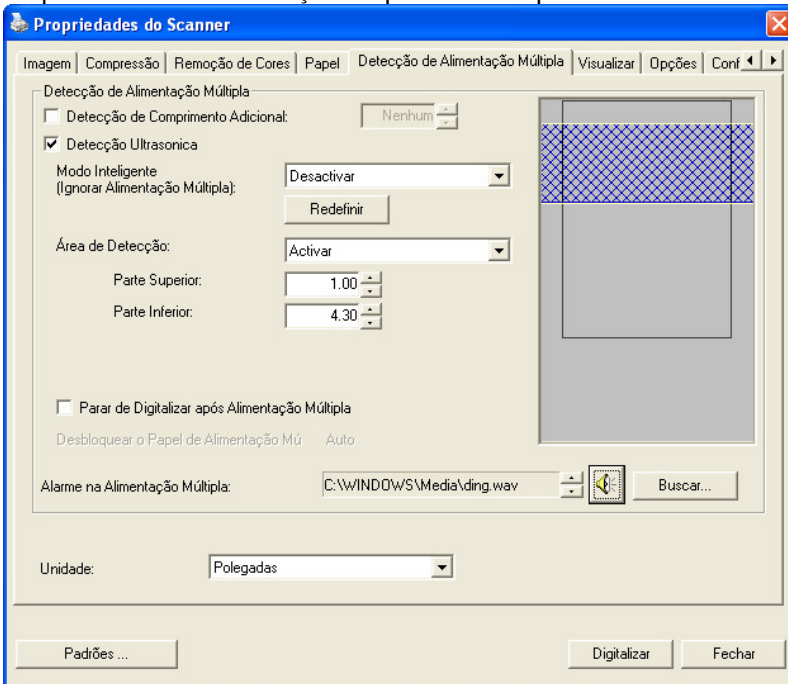 Propriedades do Scanner
Imagem Compressão Remoção de Cores Papel Detecção de Alimentação Múltipla Visualizar Opções Conf
Detecção de Alimentação Múltipla
Detecção de Comprimento Adicional: Nenhum
Detecção Ultrasonica
Modo Inteligente
(Ignorar Alimentação Múltipla): Desactivar
Redefinir
Área de Detecção: Activar
Parte Superior: 1.00
Parte Inferior: 4.30
Parar de Digitalizar após Alimentação Múltipla
Desbloquear o Papel de Alimentação Mú Auto
Alarme na Alimentação Múltipla: C:\WINDOWS\Media\ding.wav Buscar...
Unidade: Polegadas
Padrões ... Digitalizar Fechar